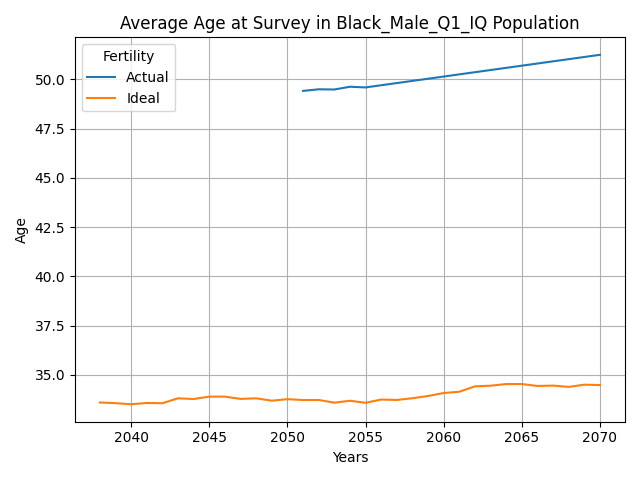 Average Age at Survey in Black_Male_Q1_IQ Population
Fertility
Actual
Ideal
50.0
47.5
45.0
42.5
40.0
37.5
35.0
Age
2040
2045
2050
2055
2060
2065
2070
Years